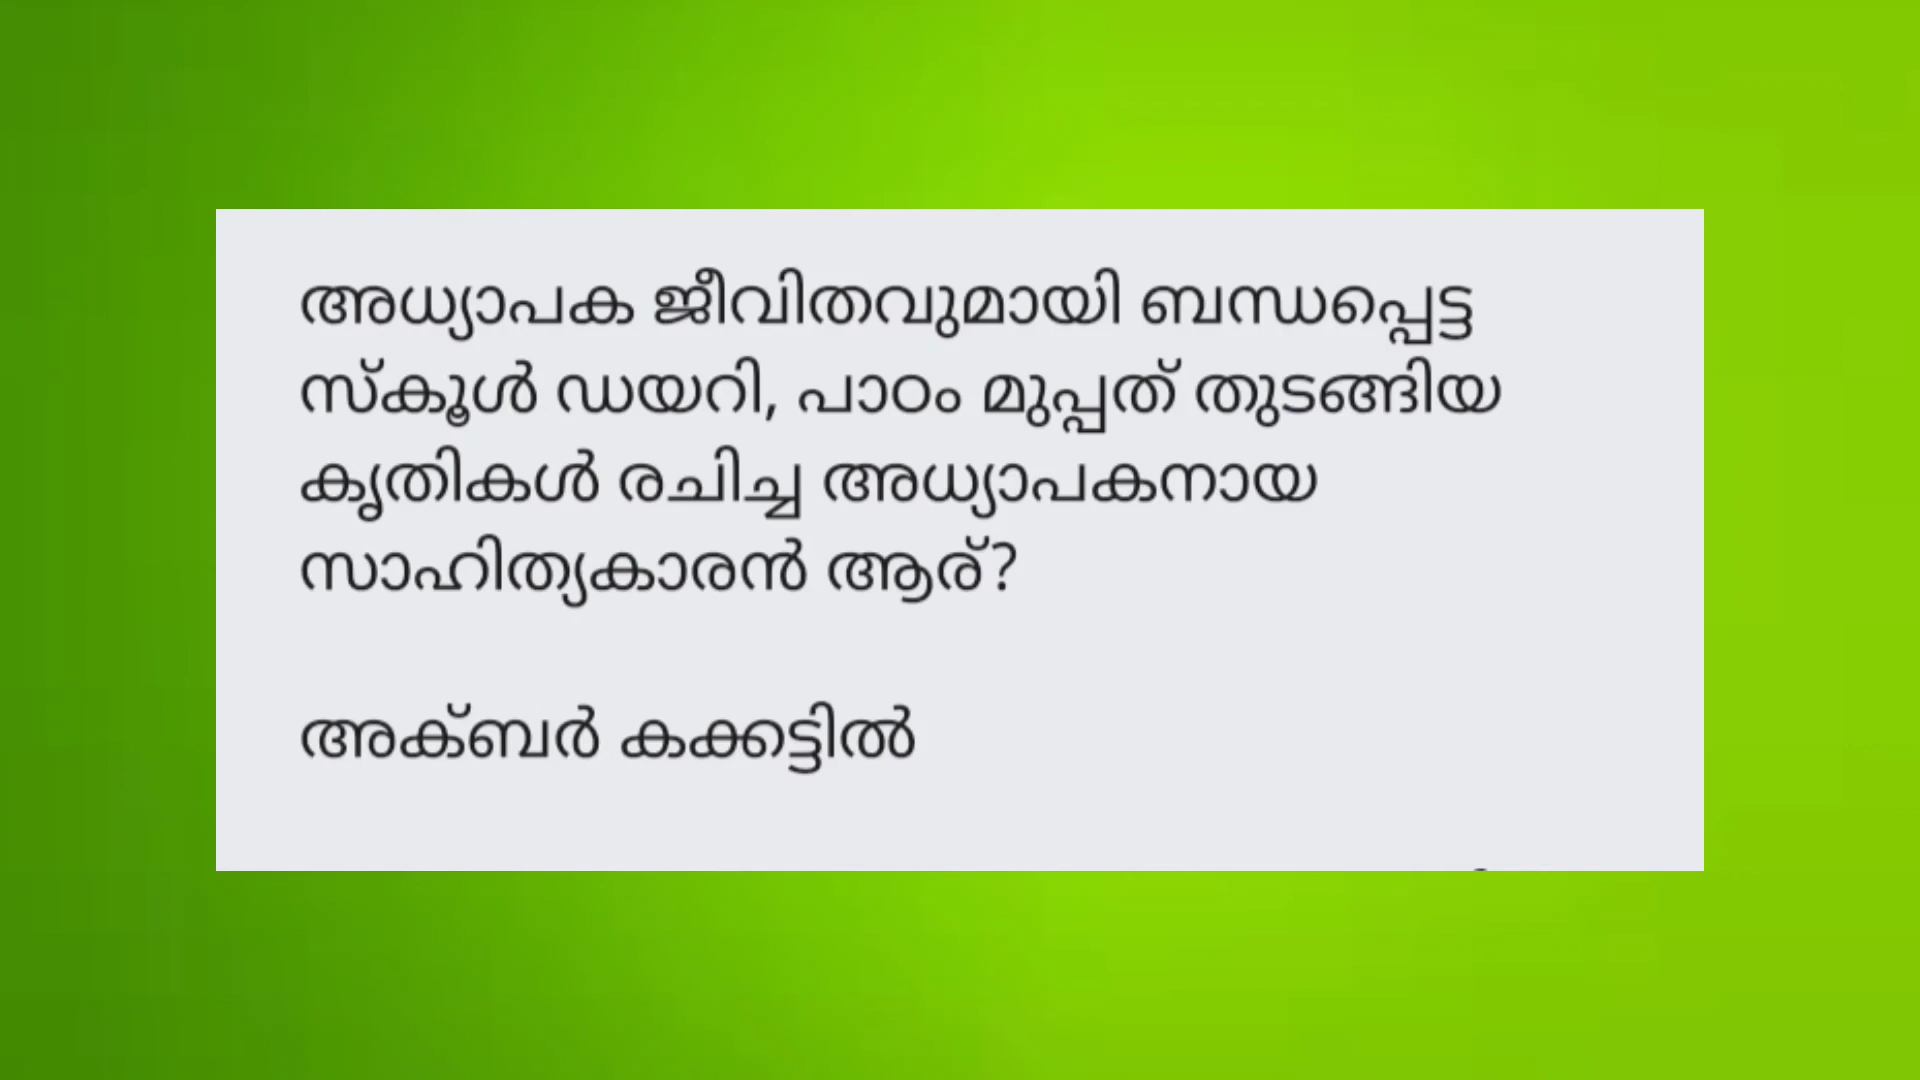 അധ്യാപക ജീവിതവുമായി ബന്ധപ്പെട്ട
സ്കൂൾ ഡയറി, പാഠം മുപ്പത് തുടങ്ങിയ
കൃതികൾ രചിച്ച അധ്യാപകനായ
സാഹിത്യകാരൻ ആര്?
അക്ബർ കക്കട്ടിൽ